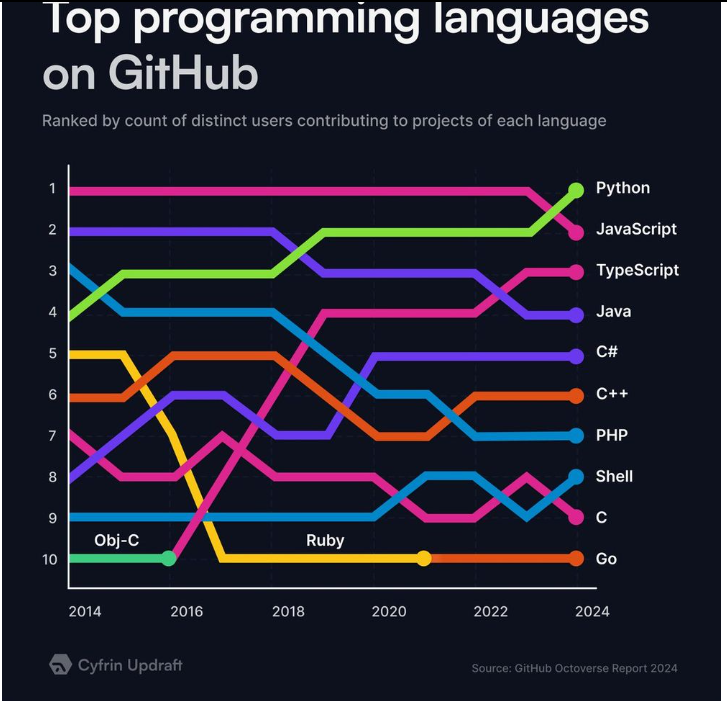 Top programming languages
on GitHub
Ranked by count of distinct users contributing to projects of each language
1
2
3
4
5
6
7
8
9
10
Python
JavaScript
TypeScript
Java
C#
C++
PHP
Shell
C
Go
Obj-C
Ruby
2014 2016 2018 2020 2022 2024
Cyfrin Updraft
Source: GitHub Octoverse Report 2024